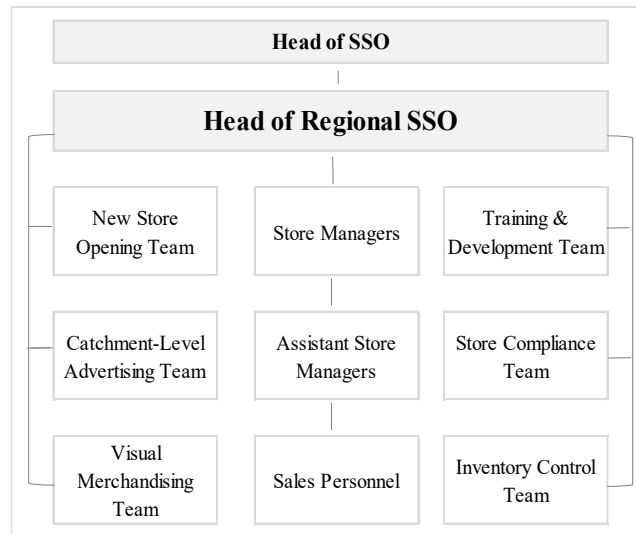 Head of SSO
Head of Regional SSO
New Store
Opening Team
Store Managers
Training &
Development Team
Catchment-Level
Advertising Team
Assistant Store
Managers
Store Compliance
Team
Visual
Merchandising
Team
Sales Personnel
Inventory Control
Team